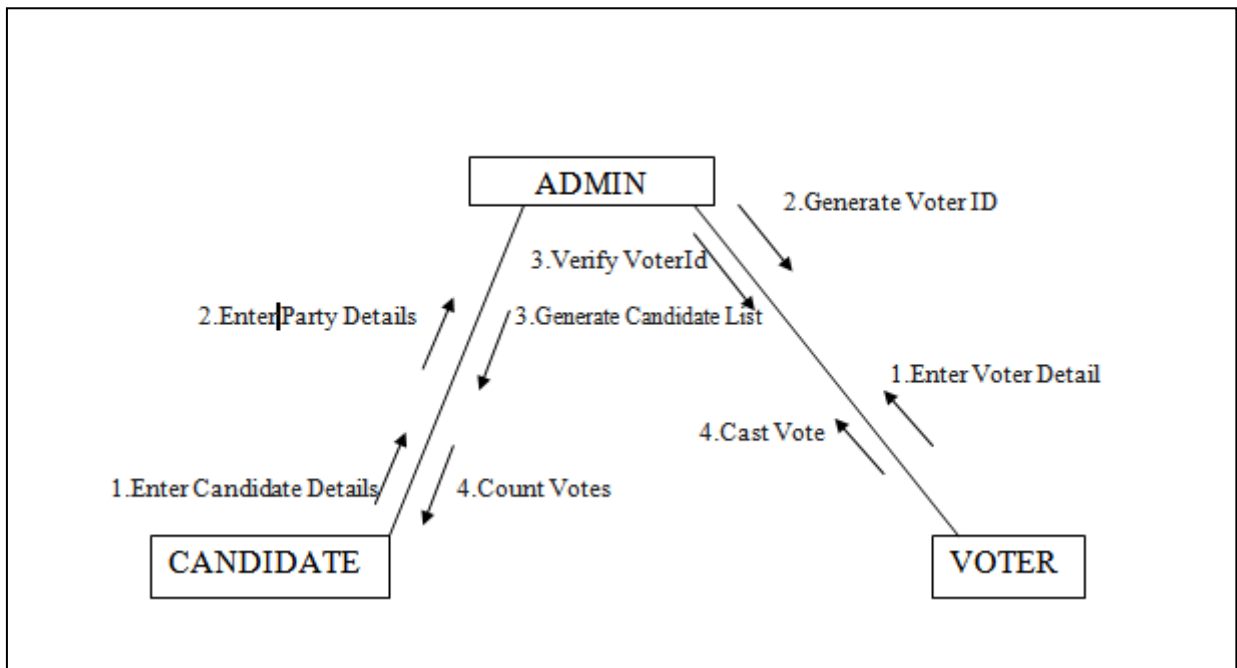 ADMIN
2.Generate Voter ID
3.Verify VoterId
2.Enter Party Details
3.Generate Candidate List
1.Enter Voter Detail
4.Cast Vote
1.Enter Candidate Details
4.Count Votes
CANDIDATE
VOTER